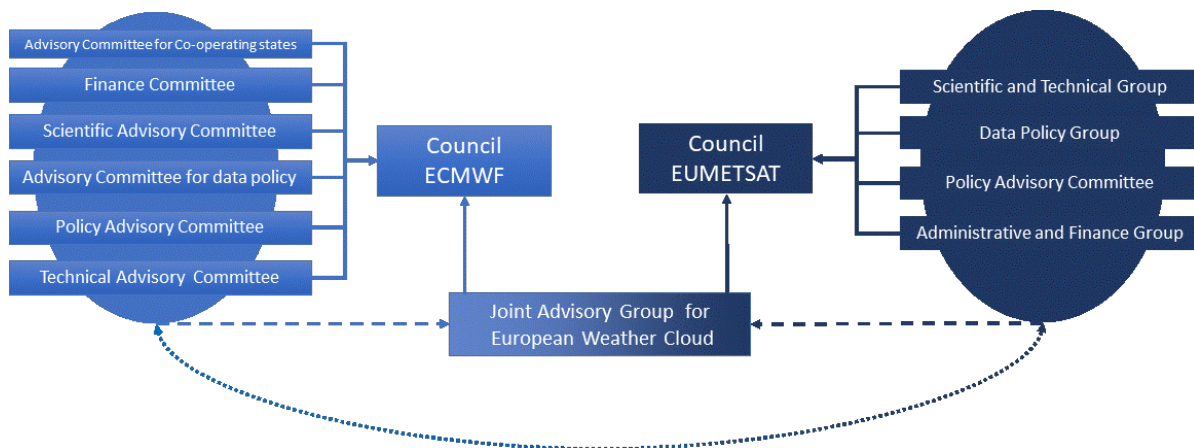 Advisory Committee for Co-operating states
Finance Committee
Scientific Advisory Committee
Advisory Committee for data policy
Policy Advisory Committee
Technical Advisory Committee
Council
ECMWF
Council
EUMETSAT
Scientific and Technical Group
Data Policy Group
Policy Advisory Committee
Administrative and Finance Group
Joint Advisory Group for
European Weather Cloud